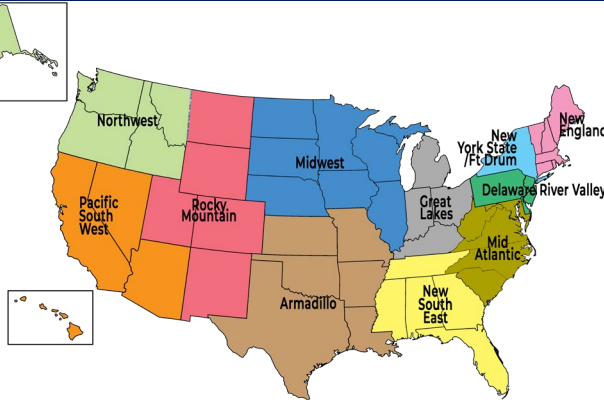 New
England
New
York State
/Ft Drum
Northwest
Midwest
Delaware River Valley
Pacific
South
West
Rocky
Mountain
Great
Lakes
Mid
Atlantic
Armadillo
New
South
East